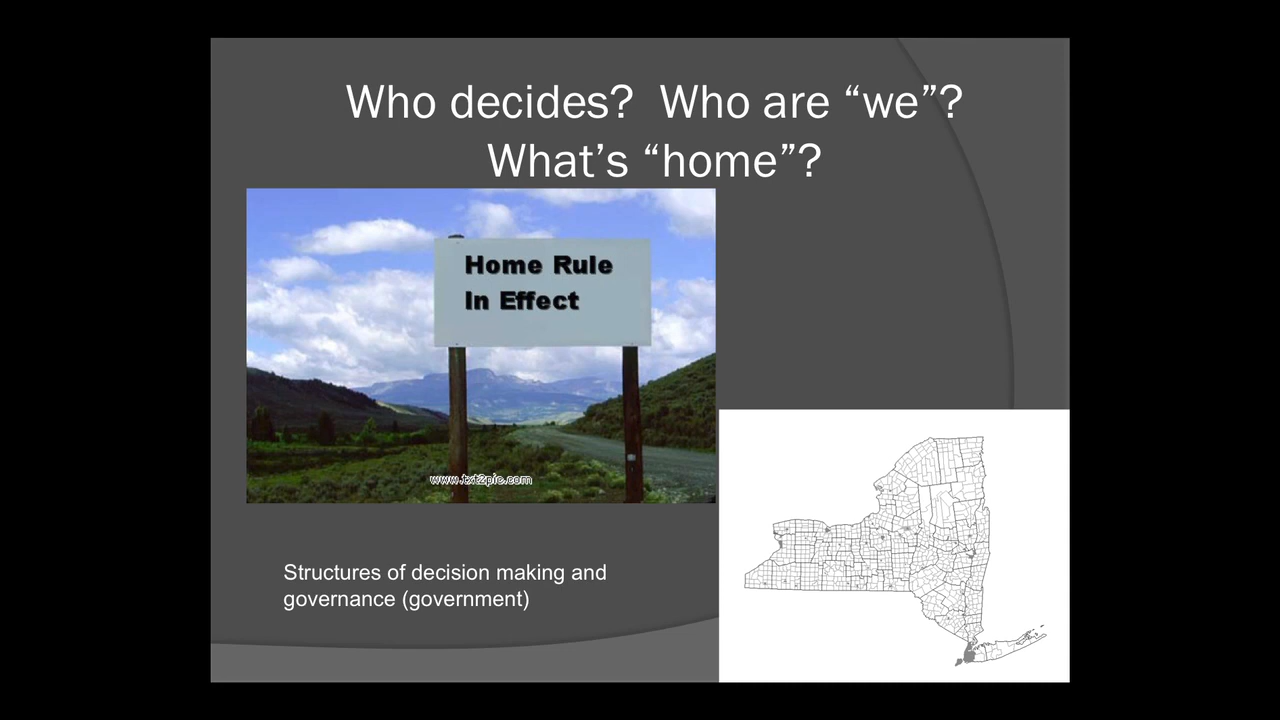 Who decides?  Who are “we”?
What’s “home”?
Home Rule
In Effect
www.txt2pic.com
Structures of decision making and
governance (government)